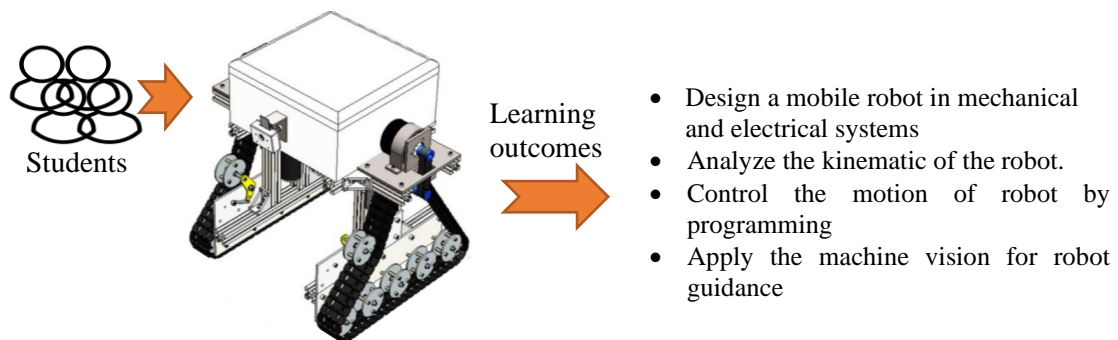 Students
Learning
outcomes
• Design a mobile robot in mechanical
and electrical systems
• Analyze the kinematic of the robot.
• Control the motion of robot by
programming
• Apply the machine vision for robot
guidance